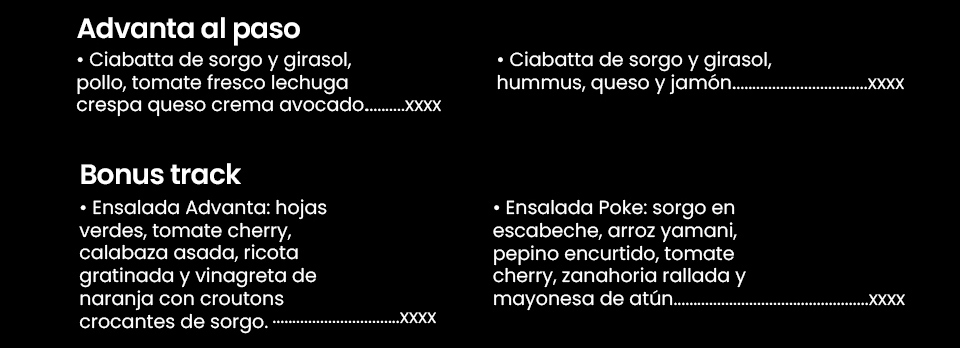 Advanta al paso
• Ciabatta de sorgo y girasol,
pollo, tomate fresco lechuga
crespa queso crema avocado..........xxxx
• Ciabatta de sorgo y girasol,
hummus, queso y jamón..................................xxxx
Bonus track
• Ensalada Advanta: hojas
verdes, tomate cherry,
calabaza asada, ricota
gratinada y vinagreta de
naranja con croutons
crocantes de sorgo. ................................xxxx
• Ensalada Poke: sorgo en
escabeche, arroz yamani,
pepino encurtido, tomate
cherry, zanahoria rallada y
mayonesa de atún.................................................xxxx